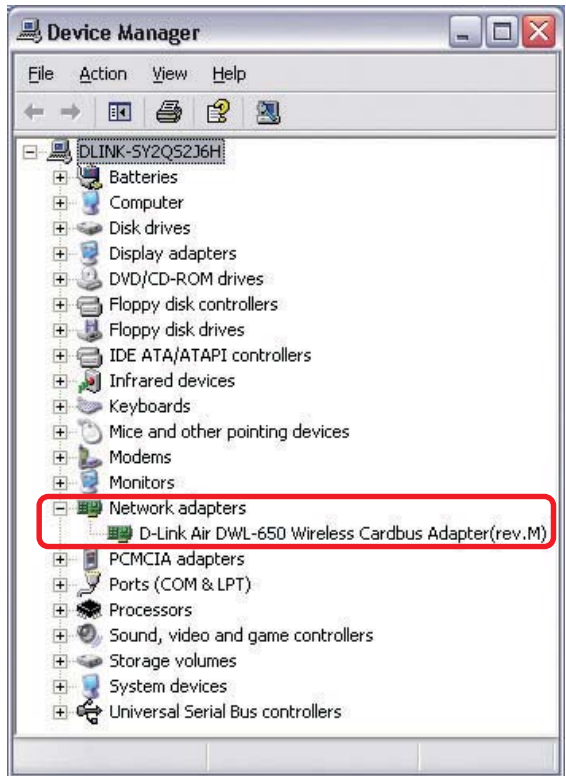 Device Manager
File Action View Help
DLINK-SY2QS2J6H
Batteries
Computer
Disk drives
Display adapters
DVD/CD-ROM drives
Floppy disk controllers
Floppy disk drives
IDE ATA/ATAPI controllers
Infrared devices
Keyboards
Mice and other pointing devices
Modems
Monitors
Network adapters
D-Link Air DWL-650 Wireless Cardbus Adapter(rev.M)
PCMCIA adapters
Ports (COM & LPT)
Processors
Sound, video and game controllers
Storage volumes
System devices
Universal Serial Bus controllers